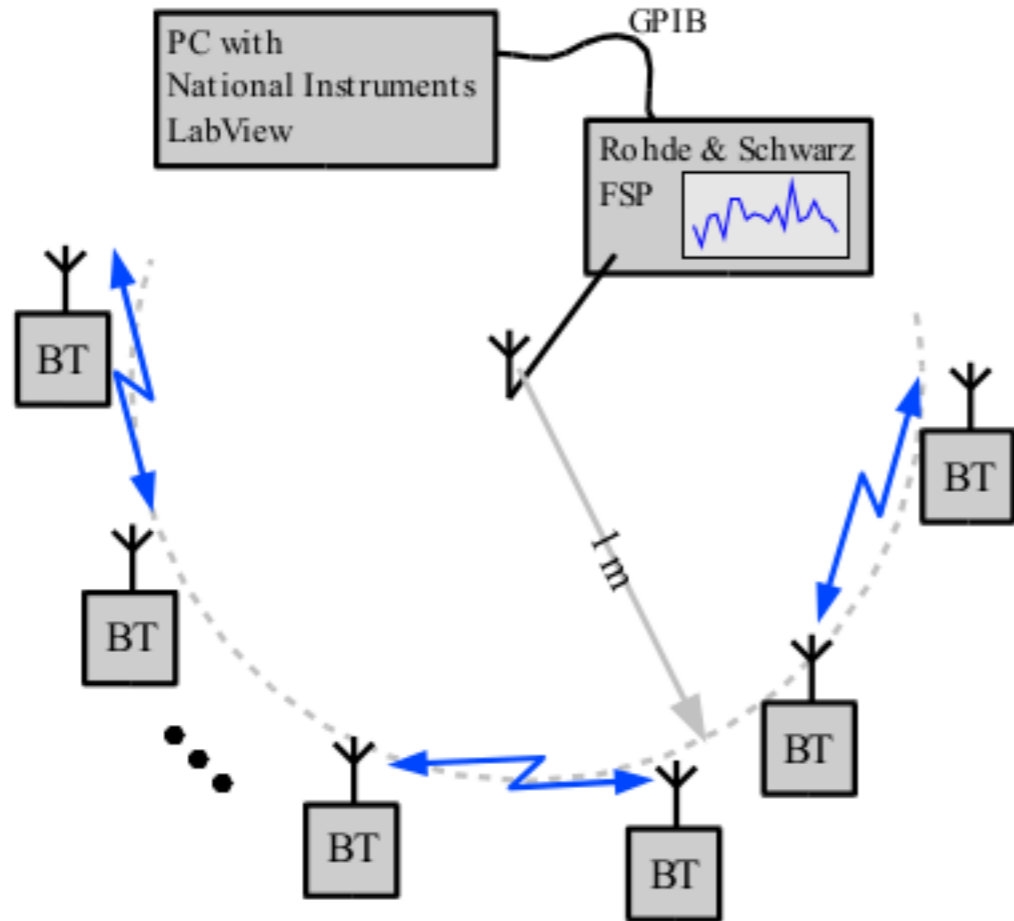 GPIB
PC with
National Instruments
LabView
Rohde & Schwarz
FSP
BT
BT
1 m
BT
BT
BT
BT